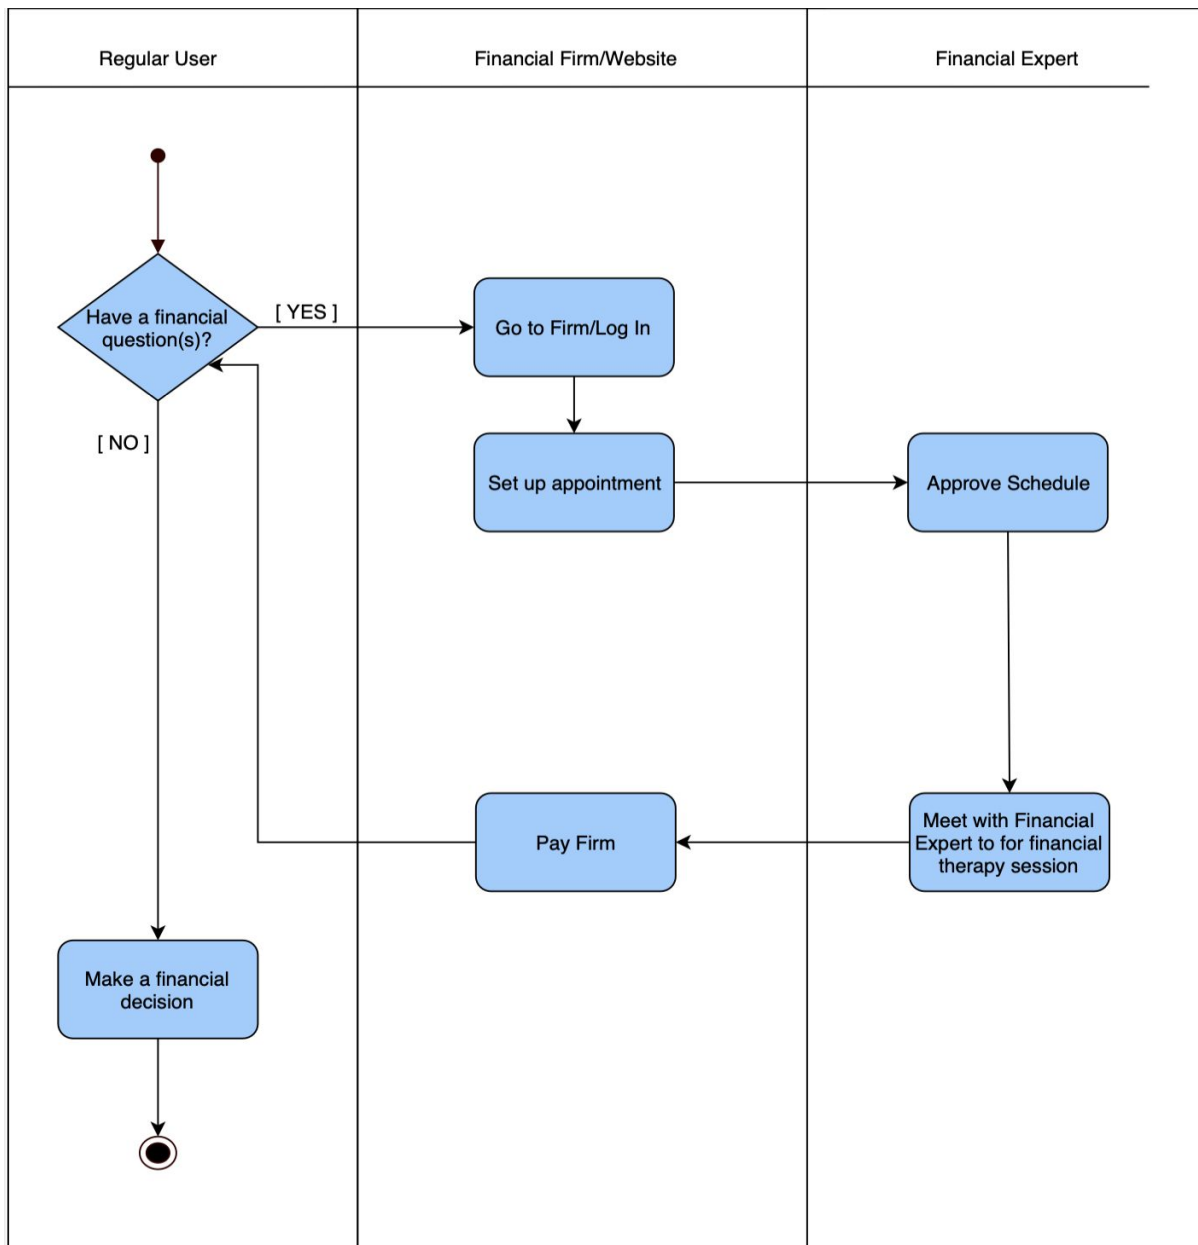 Regular User
Financial Firm/Website
Financial Expert
Have a financial
question(s)?
[ YES ]
Go to Firm/Log In
[ NO ]
Set up appointment
Approve Schedule
Pay Firm
Meet with Financial
Expert to for financial
therapy session
Make a financial
decision